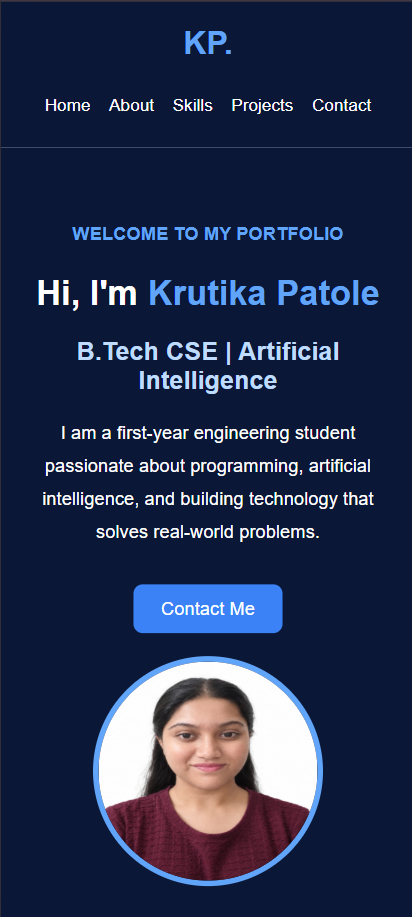 KP.
Home About Skills Projects Contact
WELCOME TO MY PORTFOLIO
Hi, I'm Krutika Patole
B.Tech CSE | Artificial
Intelligence
I am a first-year engineering student
passionate about programming, artificial
intelligence, and building technology that
solves real-world problems.
Contact Me